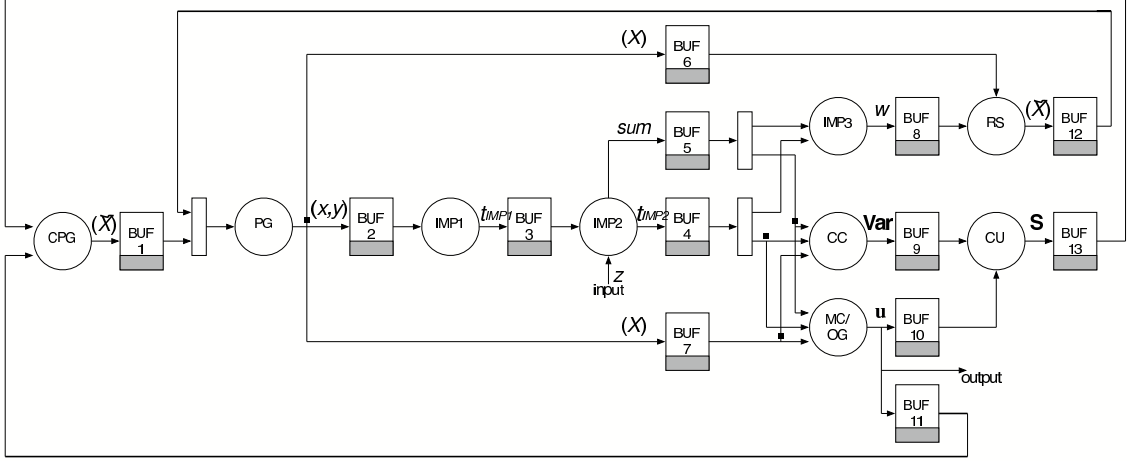 (X)
BUF
6
sum
BUF
5
IMP3
w
BUF
8
RS
(X̌)
BUF
12
CPG
(X̌)
BUF
1
PG
(x,y)
BUF
2
IMP1
tIMP1
BUF
3
IMP2
tIMP2
BUF
4
CC
Var
BUF
9
CU
S
BUF
13
z
input
(X)
BUF
7
MC/
OG
u
BUF
10
output
BUF
11